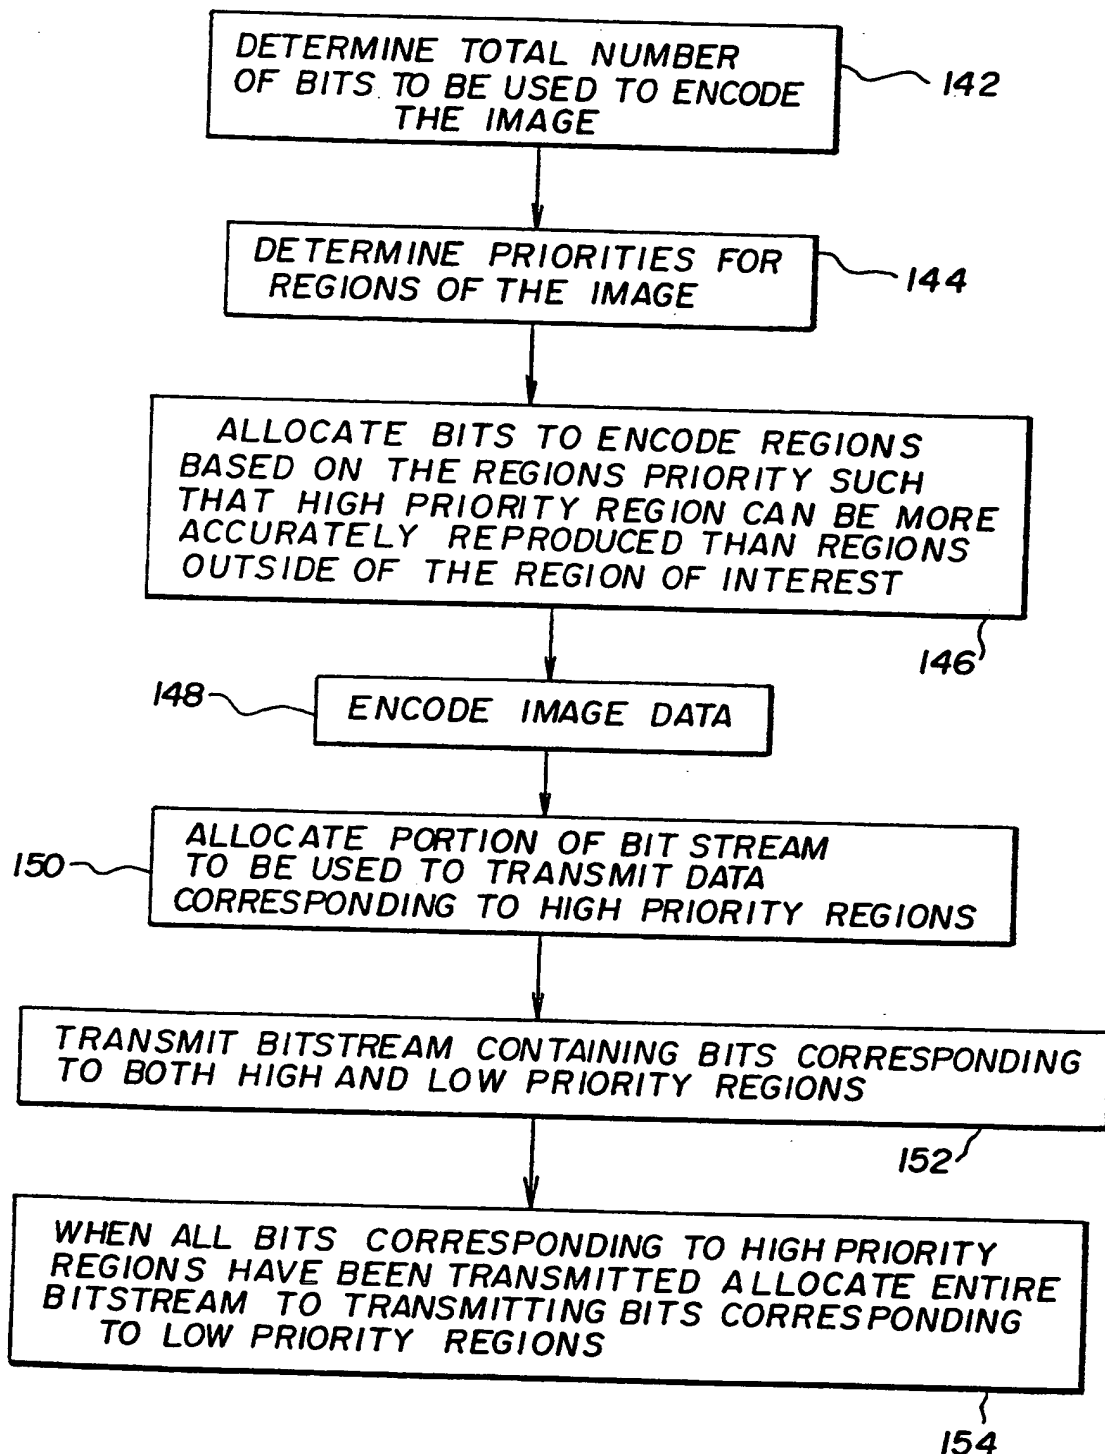 DETERMINE TOTAL NUMBER
OF BITS TO BE USED TO ENCODE
THE IMAGE
142
DETERMINE PRIORITIES FOR
REGIONS OF THE IMAGE
144
ALLOCATE BITS TO ENCODE REGIONS
BASED ON THE REGIONS PRIORITY SUCH
THAT HIGH PRIORITY REGION CAN BE MORE
ACCURATELY REPRODUCED THAN REGIONS
OUTSIDE OF THE REGION OF INTEREST
146
148
ENCODE IMAGE DATA
ALLOCATE PORTION OF BIT STREAM
TO BE USED TO TRANSMIT DATA
CORRESPONDING TO HIGH PRIORITY REGIONS
150
TRANSMIT BITSTREAM CONTAINING BITS CORRESPONDING
TO BOTH HIGH AND LOW PRIORITY REGIONS
152
WHEN ALL BITS CORRESPONDING TO HIGH PRIORITY
REGIONS HAVE BEEN TRANSMITTED ALLOCATE ENTIRE
BITSTREAM TO TRANSMITTING BITS CORRESPONDING
TO LOW PRIORITY REGIONS
154